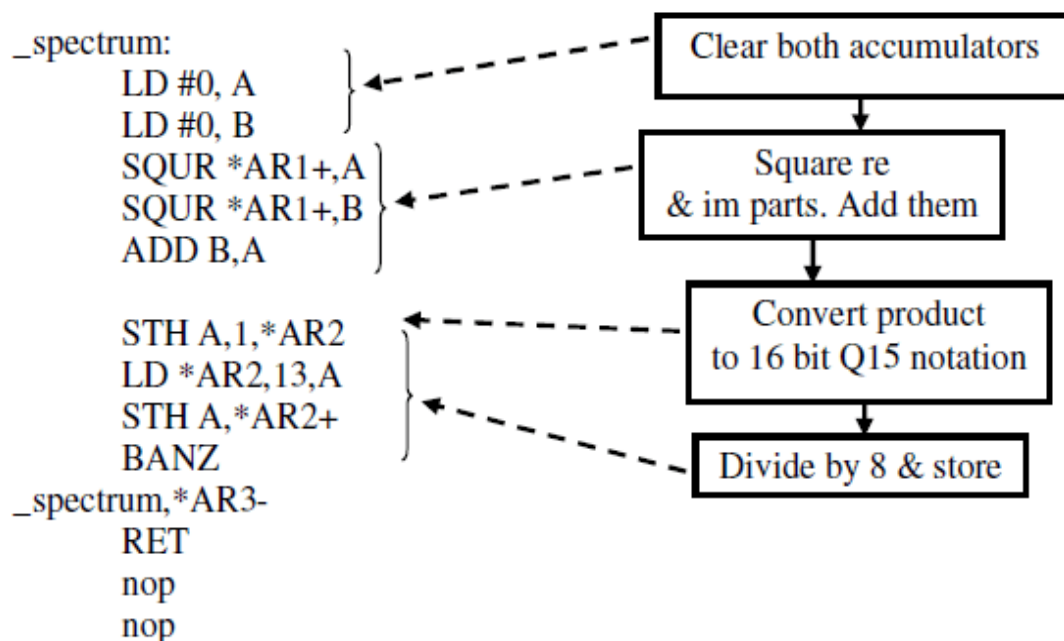 _spectrum:
LD #0, A
LD #0, B
SQUR *AR1+,A
SQUR *AR1+,B
ADD B,A
STH A,1,*AR2
LD *AR2,13,A
STH A,*AR2+
BANZ
_spectrum,*AR3-
RET
nop
nop
Clear both accumulators
Square re
& im parts. Add them
Convert product
to 16 bit Q15 notation
Divide by 8 & store